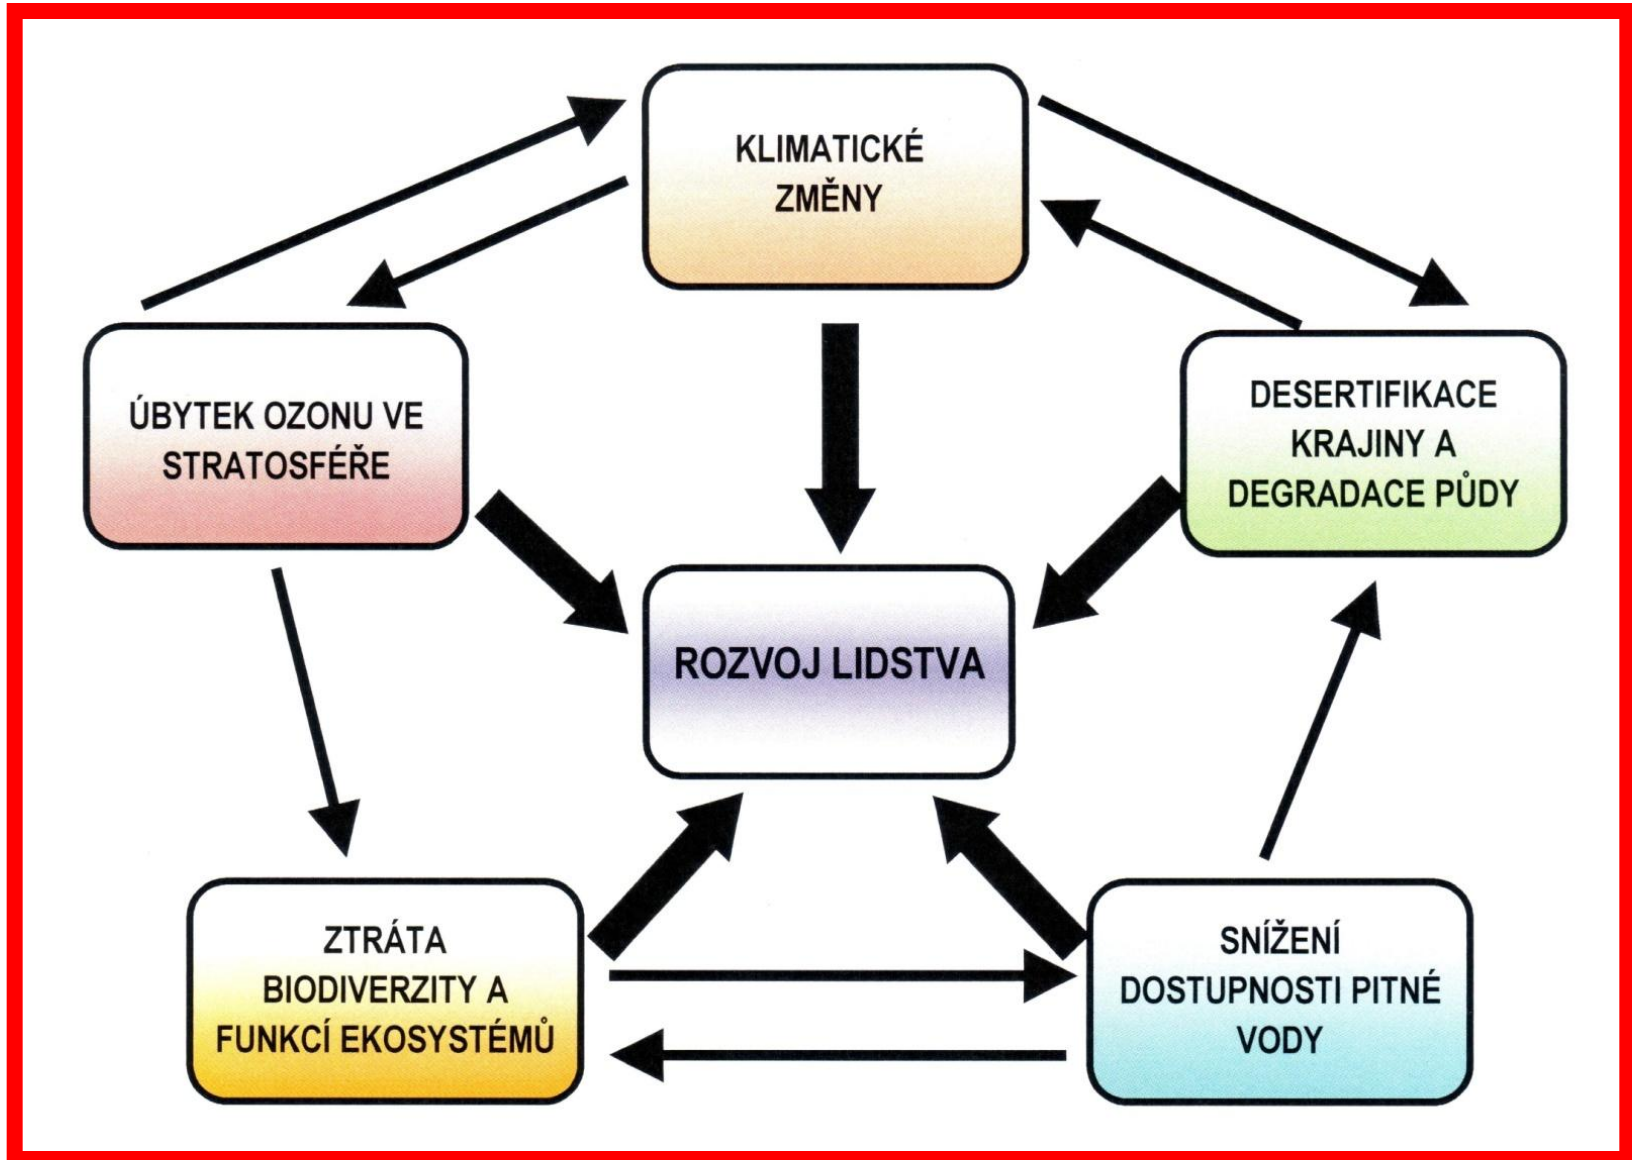 KLIMATICKÉ
ZMĚNY
ÚBYTEK OZONU VE
STRATOSFÉŘE
DESERTIFIKACE
KRAJINY A
DEGRADACE PŮDY
ROZVOJ LIDSTVA
ZTRÁTA
BIODIVERZITY A
FUNKCÍ EKOSYSTÉMŮ
SNÍŽENÍ
DOSTUPNOSTI PITNÉ
VODY